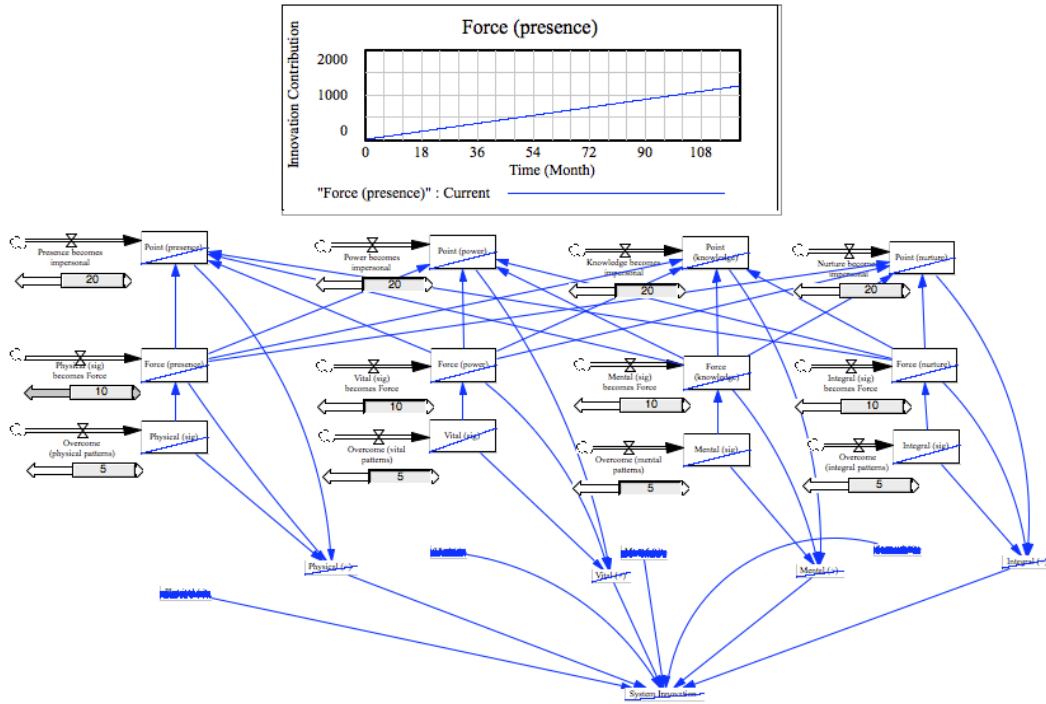 Force (presence)
Innovation Contribution
2000
1000
0
0 18 36 54 72 90 108
Time (Month)
"Force (presence)" : Current
Presence becomes
impersonal
20
Point (presence)
Power becomes
impersonal
20
Point (power)
Knowledge becomes
impersonal
20
Point
(knowledge)
Nurture becomes
impersonal
20
Point (nurture)
Physical (sig)
becomes Force
10
Force (presence)
Vital (sig)
becomes Force
10
Force (power)
Mental (sig)
becomes Force
10
Force
(knowledge)
Integral (sig)
becomes Force
10
Force (nurture)
Overcome
(physical patterns)
5
Physical (sig)
Overcome (vital
patterns)
5
Vital (sig)
Overcome (mental
patterns)
5
Mental (sig)
Overcome
(integral patterns)
5
Integral (sig)
Physical
Vital
Mental
Integral
System Innovation